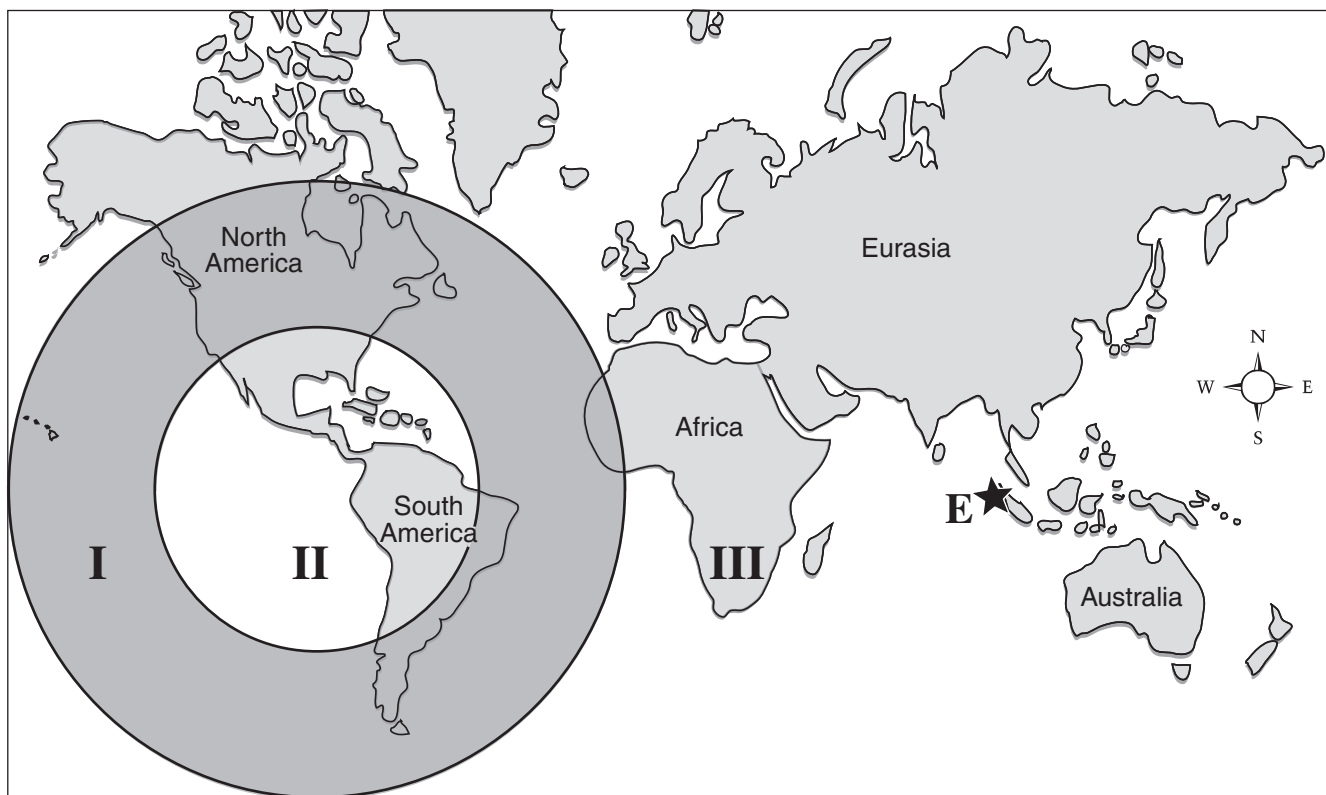 North
America
Eurasia
N
W
E
S
Africa
South
America
E
I
II
III
Australia